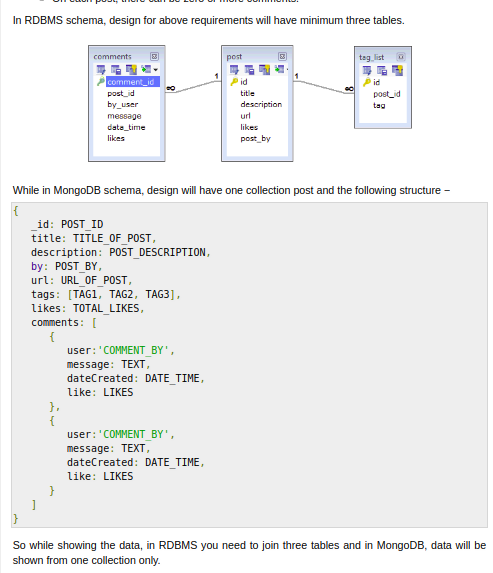 On each post, there can be zero or more comments.
In RDBMS schema, design for above requirements will have minimum three tables.
comments
comment_id
post_id
by_user
message
data_time
likes
∞
1
post
id
title
description
url
likes
post_by
1
∞
tag_list
id
post_id
tag
While in MongoDB schema, design will have one collection post and the following structure −
{
_id: POST_ID
title: TITLE_OF_POST,
description: POST_DESCRIPTION,
by: POST_BY,
url: URL_OF_POST,
tags: [TAG1, TAG2, TAG3],
likes: TOTAL_LIKES,
comments: [
{
user:'COMMENT_BY',
message: TEXT,
dateCreated: DATE_TIME,
like: LIKES
},
{
user:'COMMENT_BY',
message: TEXT,
dateCreated: DATE_TIME,
like: LIKES
}
]
}
So while showing the data, in RDBMS you need to join three tables and in MongoDB, data will be
shown from one collection only.